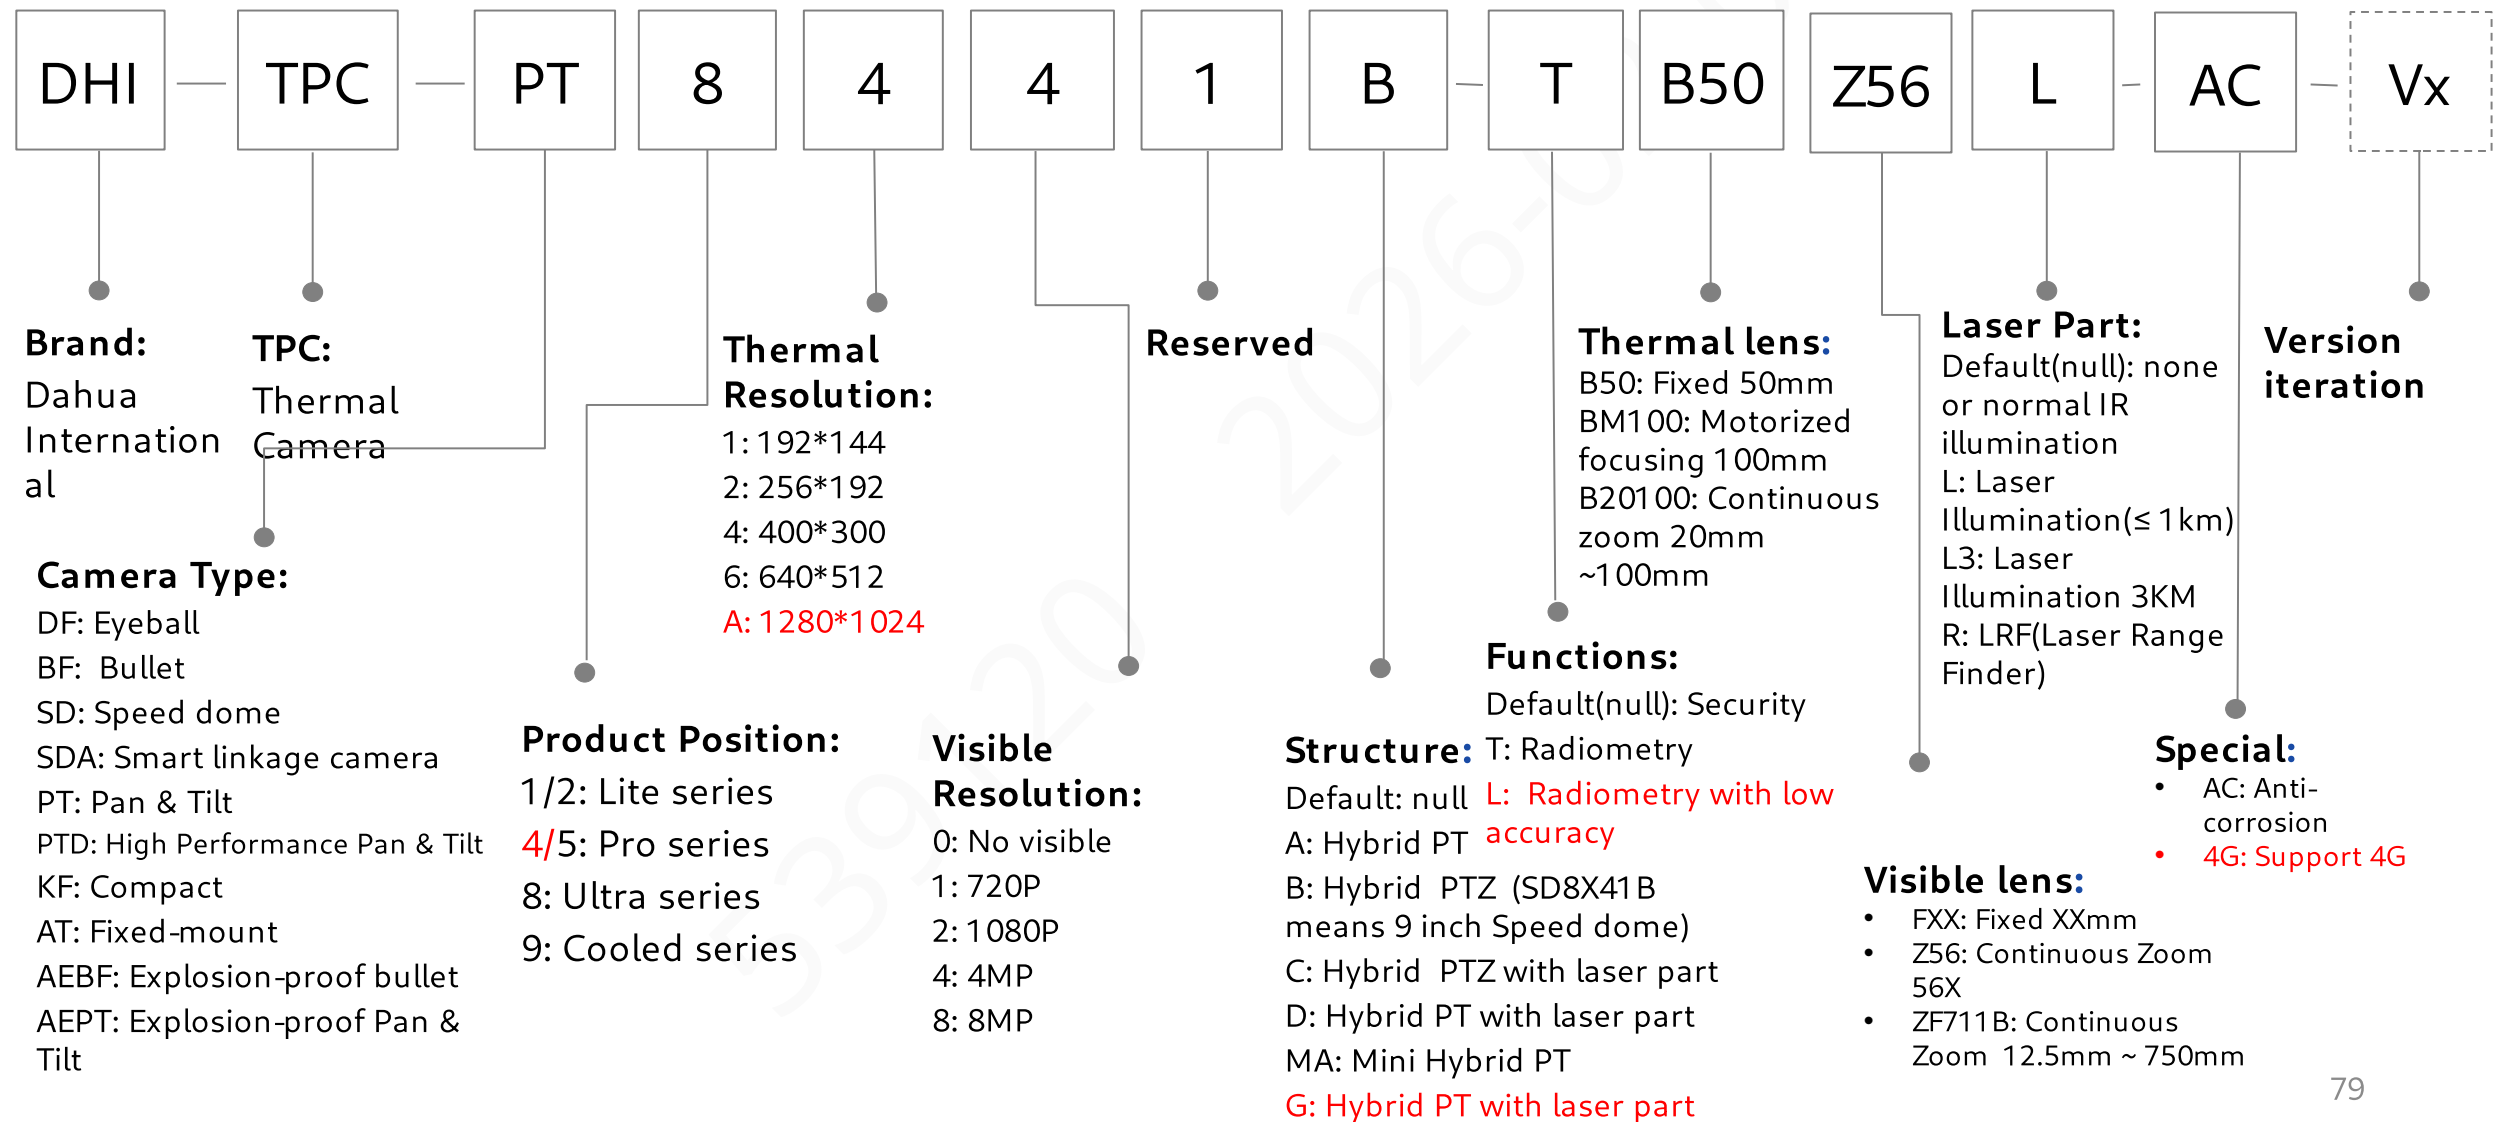 DHI
TPC
PT
8
4
4
1
B
T
B50
Z56
L
AC
Vx
Brand:
Dahua
Internation
al
TPC:
Thermal
Camera
Camera Type:
DF: Eyeball
BF:  Bullet
SD: Speed dome
SDA: Smart linkage camera
PT: Pan & Tilt
PTD: High Performance Pan & Tilt
KF: Compact
AT: Fixed-mount
AEBF: Explosion-proof bullet
AEPT: Explosion-proof Pan &
Tilt
Product Position:
1/2: Lite series
4/5: Pro series
8: Ultra series
9: Cooled series
Thermal
Resolution:
1: 192*144
2: 256*192
4: 400*300
6: 640*512
A: 1280*1024
Visible
Resolution:
0: No visible
1: 720P
2: 1080P
4: 4MP
8: 8MP
Reserved
Structure:
Default: null
A: Hybrid PT
B: Hybrid  PTZ (SD8X41B
means 9 inch Speed dome)
C: Hybrid  PTZ with laser part
D: Hybrid PT with laser part
MA: Mini Hybrid PT
G: Hybrid PT with laser part
Functions:
Default(null): Security
T: Radiometry
L:  Radiometry with low
accuracy
Thermal lens:
B50: Fixed 50mm
BM100: Motorized
focusing 100mm
B20100: Continuous
zoom 20mm
~100mm
Visible lens:
• FXX: Fixed XXmm
• Z56: Continuous Zoom
56X
• ZF711B: Continuous
Zoom  12.5mm ~ 750mm
Laser Part:
Default(null): none
or normal IR
illumination
L: Laser
Illumination(≤ 1km)
L3: Laser
Illumination 3KM
R: LRF(Laser Range
Finder)
Special:
• AC: Anti-
corrosion
• 4G: Support 4G
Version
iteration
539120
79